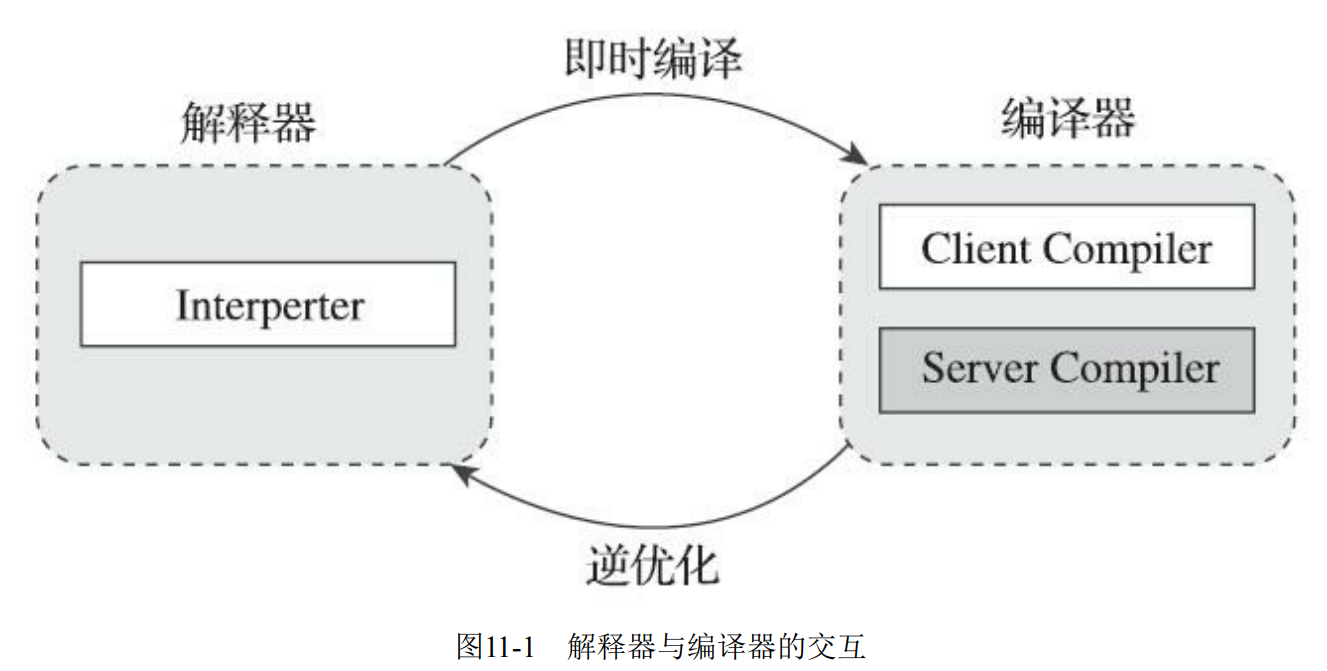 即时编译
解释器
编译器
Interperter
Client Compiler
Server Compiler
逆优化
图11-1 解释器与编译器的交互